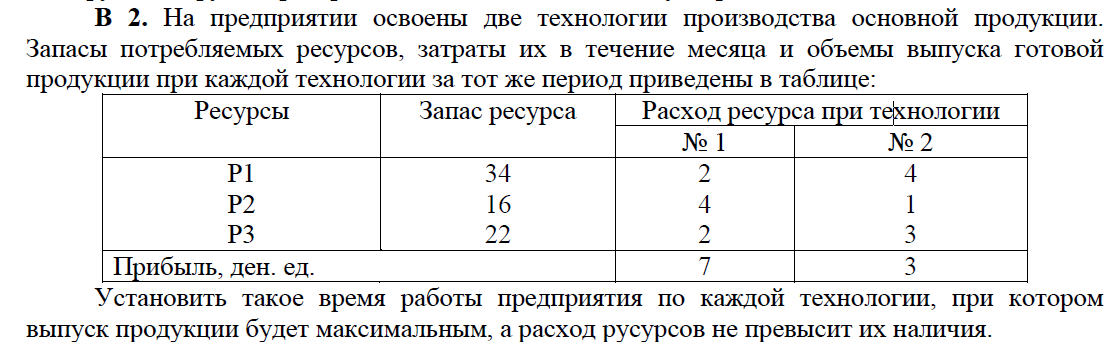 В 2. На предприятии освоены две технологии производства основной продукции.
Запасы потребляемых ресурсов, затраты их в течение месяца и объемы выпуска готовой
продукции при каждой технологии за тот же период приведены в таблице:
Ресурсы Запас ресурса Расход ресурса при технологии
№ 1 № 2
Р1 34 2 4
Р2 16 4 1
Р3 22 2 3
Прибыль, ден. ед. 7 3
Установить такое время работы предприятия по каждой технологии, при котором
выпуск продукции будет максимальным, а расход русурсов не превысит их наличия.